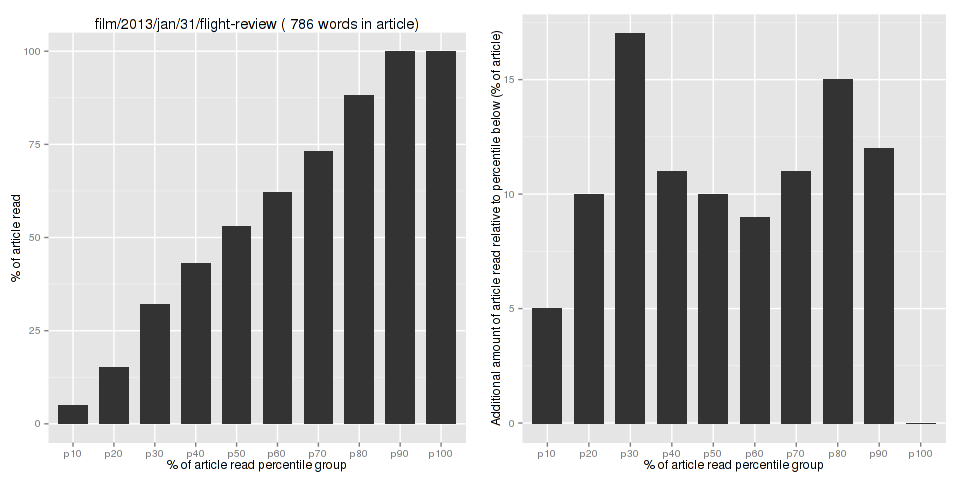 film/2013/jan/31/flight-review ( 786 words in article)
% of article read
100
75
50
25
0
p10 p20 p30 p40 p50 p60 p70 p80 p90 p100
% of article read percentile group
Additional amount of article read relative to percentile below (% of article)
15
10
5
0
p10 p20 p30 p40 p50 p60 p70 p80 p90 p100
% of article read percentile group